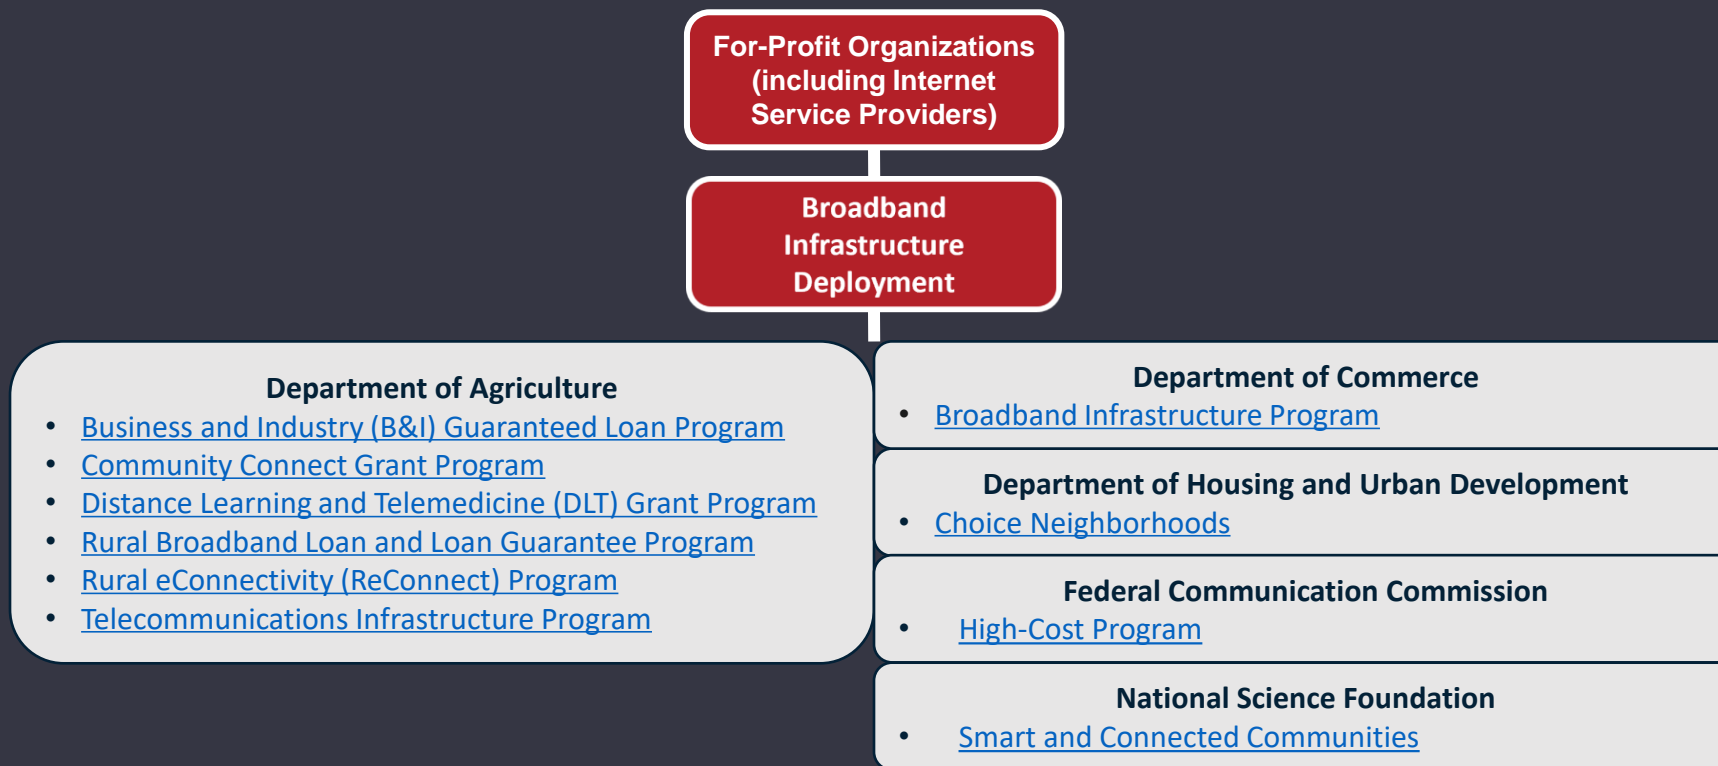 For-Profit Organizations
(including Internet
Service Providers)
Broadband
Infrastructure
Deployment
Department of Agriculture
• Business and Industry (B&I) Guaranteed Loan Program
• Community Connect Grant Program
• Distance Learning and Telemedicine (DLT) Grant Program
• Rural Broadband Loan and Loan Guarantee Program
• Rural eConnectivity (ReConnect) Program
• Telecommunications Infrastructure Program
Department of Commerce
• Broadband Infrastructure Program
Department of Housing and Urban Development
• Choice Neighborhoods
Federal Communication Commission
• High-Cost Program
National Science Foundation
• Smart and Connected Communities